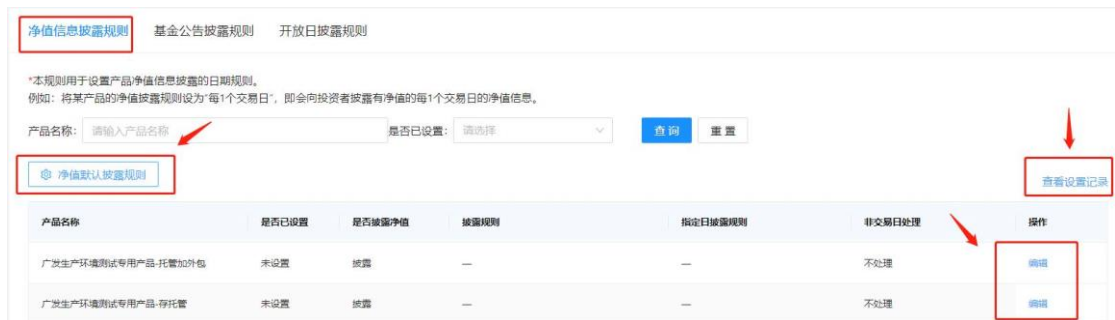 净值信息披露规则 基金公告披露规则 开放日披露规则
*本规则用于设置产品净值信息披露的日期规则。
例如：将某产品的净值披露规则设为“每1个交易日”，即会向投资者披露有净值的每1个交易日的净值信息。
产品名称： 请输入产品名称 是否已设置： 请选择 查 询 重 置
净值默认披露规则 查看设置记录
产品名称 是否已设置 是否披露净值 披露规则 指定日披露规则 非交易日处理 操作
广发生产环境测试专用产品-托管加外包 未设置 披露 — — 不处理 编辑
广发生产环境测试专用产品-存托管 未设置 披露 — — 不处理 编辑